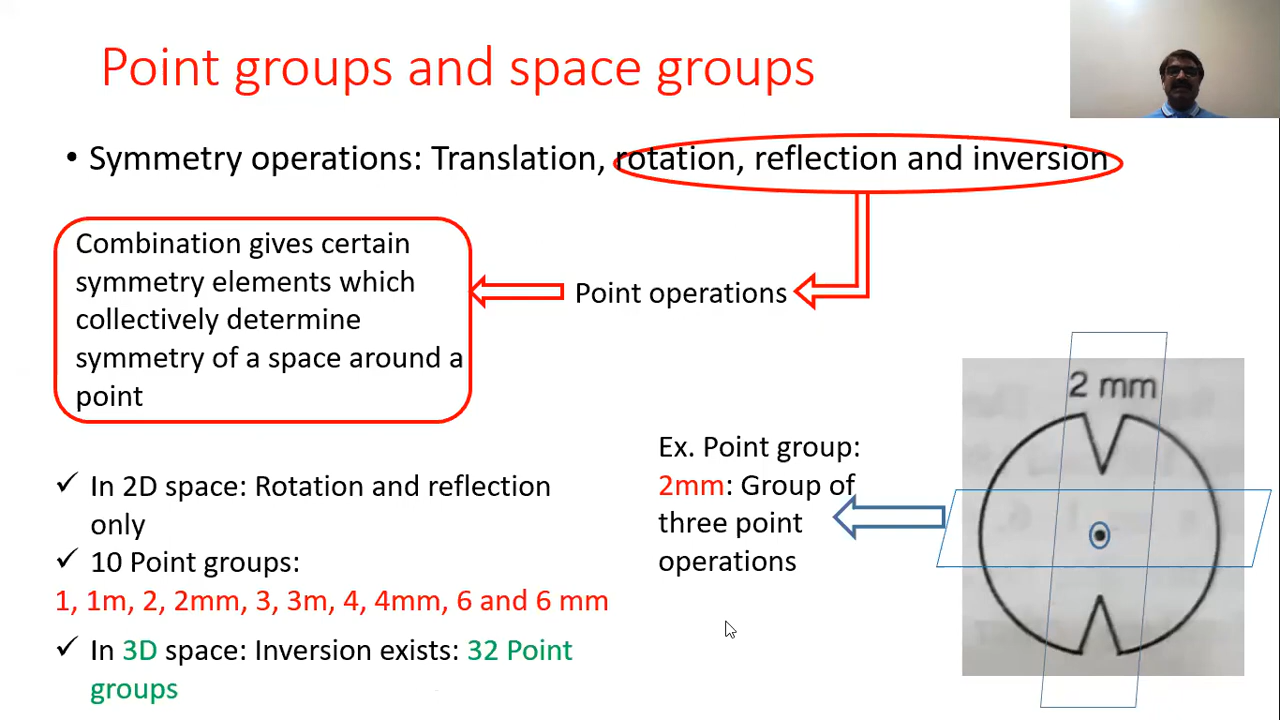 Point groups and space groups
• Symmetry operations: Translation, rotation, reflection and inversion
Combination gives certain
symmetry elements which
collectively determine
symmetry of a space around a
point
Point operations
✓ In 2D space: Rotation and reflection
only
✓ 10 Point groups:
1, 1m, 2, 2mm, 3, 3m, 4, 4mm, 6 and 6 mm
✓ In 3D space: Inversion exists: 32 Point
groups
Ex. Point group:
2mm: Group of
three point
operations
2 mm